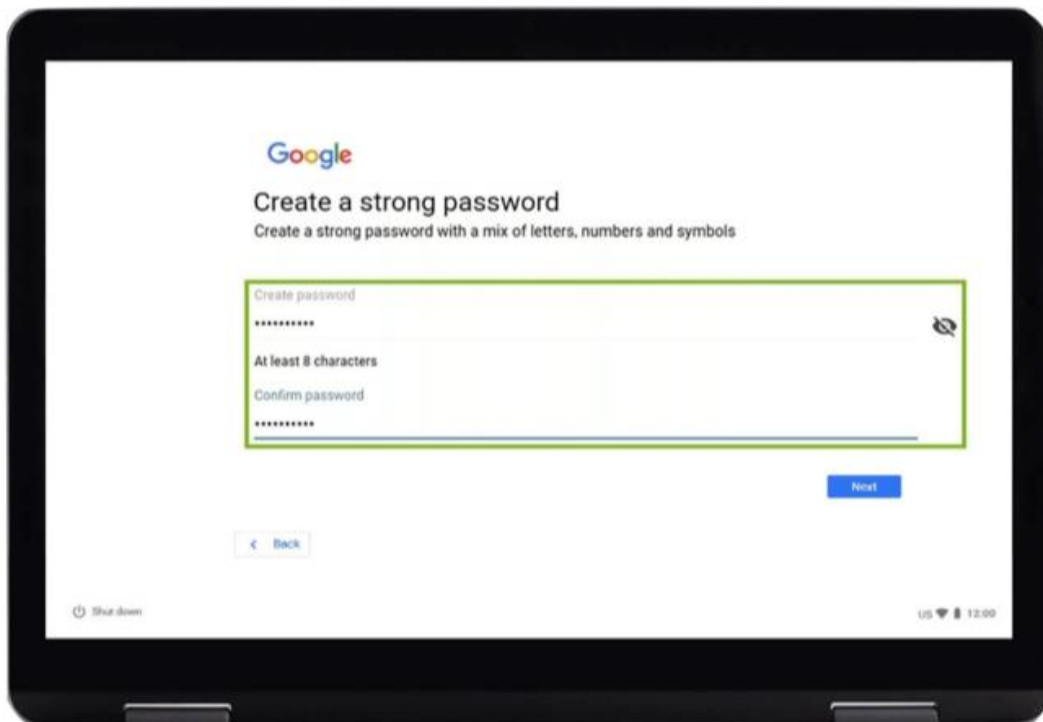 Google
Create a strong password
Create a strong password with a mix of letters, numbers and symbols
Create password
••••••••••
At least 8 characters
Confirm password
••••••••••
Next
Back
Shut down
US 12:00